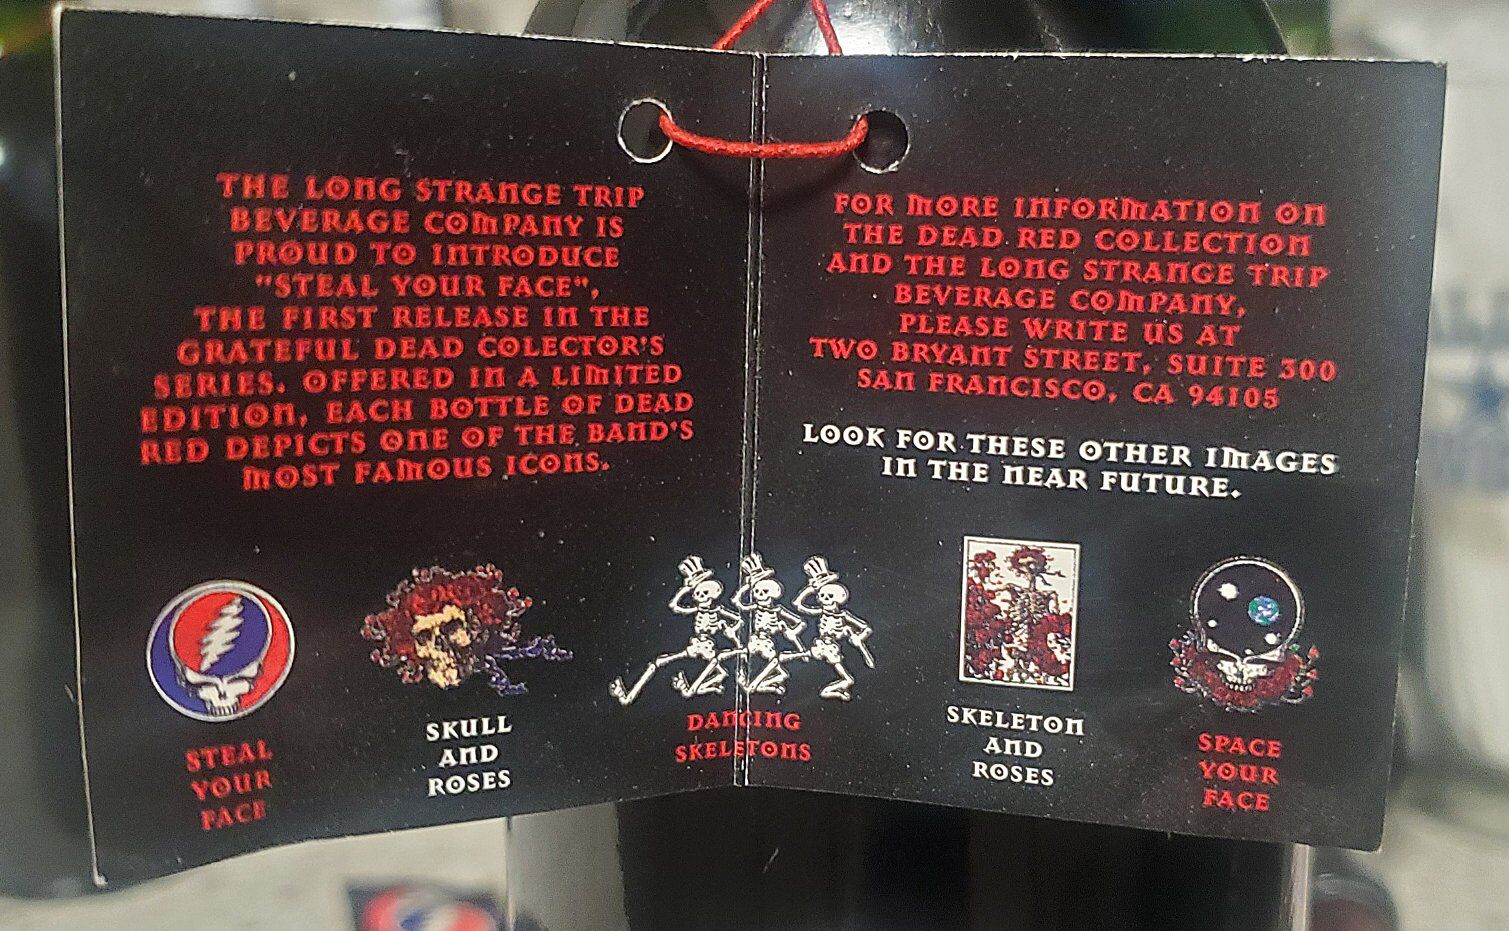 THE LONG STRANGE TRIP
BEVERAGE COMPANY IS
PROUD TO INTRODUCE
"STEAL YOUR FACE",
THE FIRST RELEASE IN THE
GRATEFUL DEAD COLECTOR'S
SERIES. OFFERED IN A LIMITED
EDITION, EACH BOTTLE OF DEAD
RED DEPICTS ONE OF THE BAND'S
MOST FAMOUS ICONS.
FOR MORE INFORMATION ON
THE DEAD RED COLLECTION
AND THE LONG STRANGE TRIP
BEVERAGE COMPANY,
PLEASE WRITE US AT
TWO BRYANT STREET, SUITE 300
SAN FRANCISCO, CA 94105
LOOK FOR THESE OTHER IMAGES
IN THE NEAR FUTURE.
STEAL
YOUR
FACE
SKULL
AND
ROSES
DANCING
SKELETONS
SKELETON
AND
ROSES
SPACE
YOUR
FACE